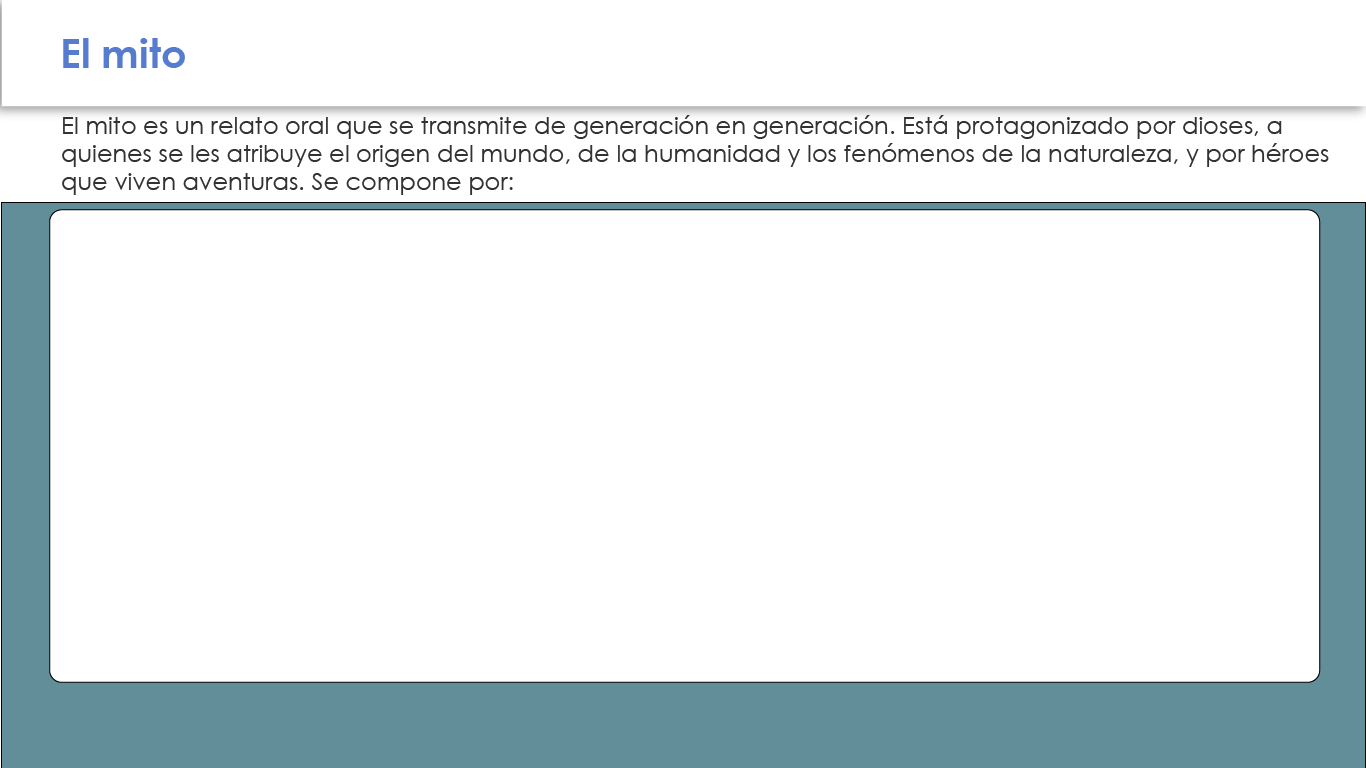 El mito
El mito es un relato oral que se transmite de generación en generación. Está protagonizado por dioses, a
quienes se les atribuye el origen del mundo, de la humanidad y los fenómenos de la naturaleza, y por héroes
que viven aventuras. Se compone por: